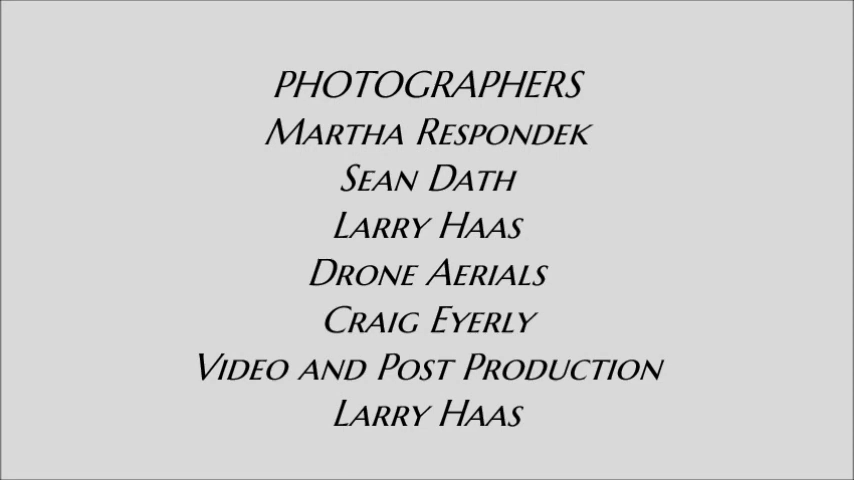 PHOTOGRAPHERS
Martha Respondek
Sean Dath
Larry Haas
Drone Aerials
Craig Eyerly
Video and Post Production
Larry Haas